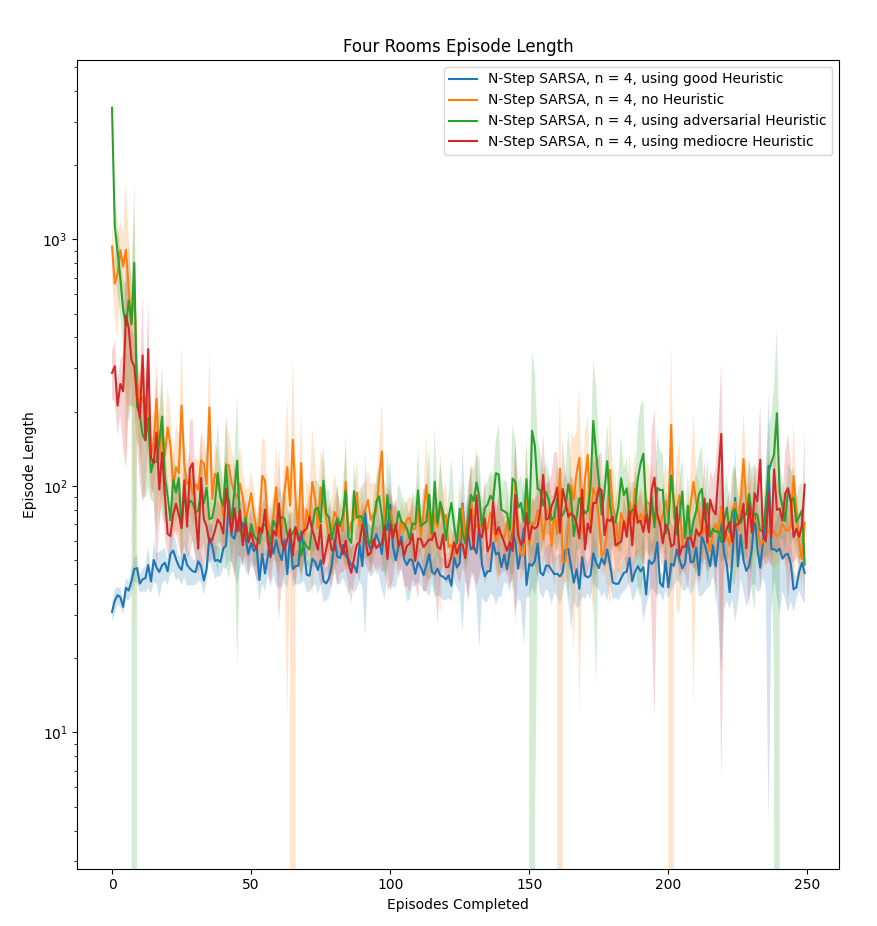 Four Rooms Episode Length
N-Step SARSA, n = 4, using good Heuristic
N-Step SARSA, n = 4, no Heuristic
N-Step SARSA, n = 4, using adversarial Heuristic
N-Step SARSA, n = 4, using mediocre Heuristic
Episode Length
10³
10²
10¹
0 50 100 150 200 250
Episodes Completed